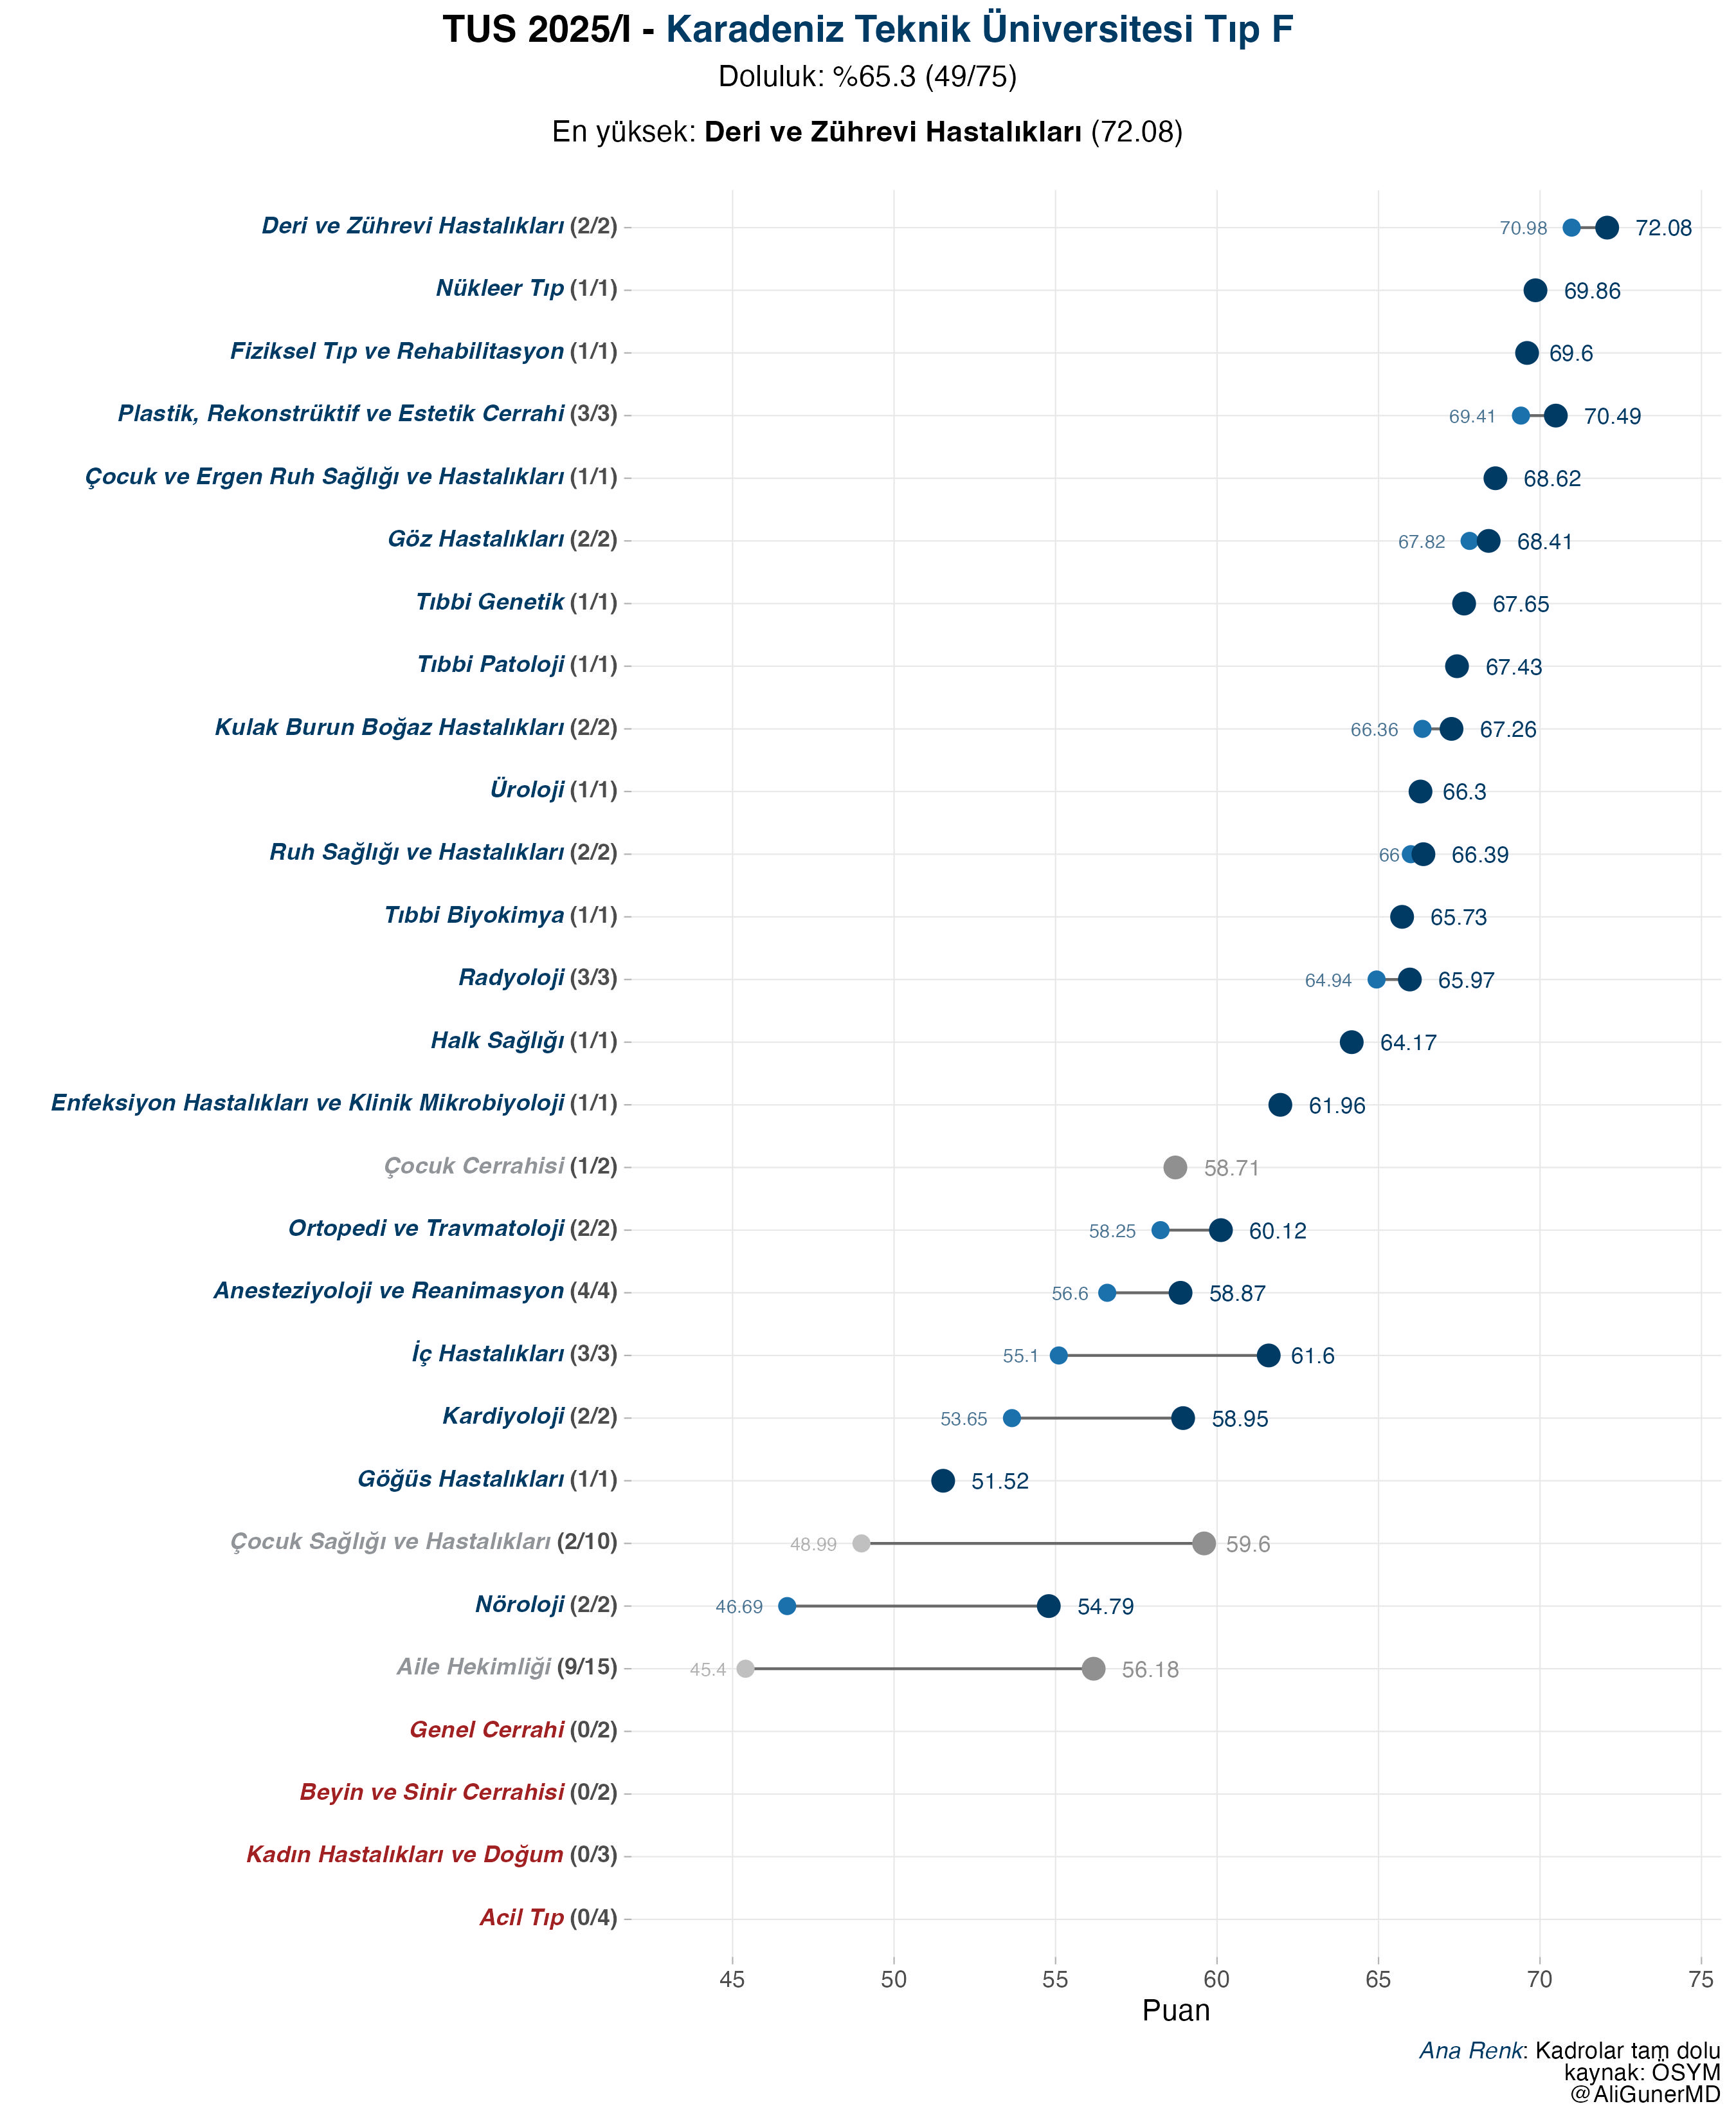 TUS 2025/I - Karadeniz Teknik Üniversitesi Tıp F
Doluluk: %65.3 (49/75)
En yüksek: Deri ve Zührevi Hastalıkları (72.08)
Deri ve Zührevi Hastalıkları (2/2) 70.98 72.08
Nükleer Tıp (1/1) 69.86
Fiziksel Tıp ve Rehabilitasyon (1/1) 69.6
Plastik, Rekonstrüktif ve Estetik Cerrahi (3/3) 69.41 70.49
Çocuk ve Ergen Ruh Sağlığı ve Hastalıkları (1/1) 68.62
Göz Hastalıkları (2/2) 67.82 68.41
Tıbbi Genetik (1/1) 67.65
Tıbbi Patoloji (1/1) 67.43
Kulak Burun Boğaz Hastalıkları (2/2) 66.36 67.26
Üroloji (1/1) 66.3
Ruh Sağlığı ve Hastalıkları (2/2) 66 66.39
Tıbbi Biyokimya (1/1) 65.73
Radyoloji (3/3) 64.94 65.97
Halk Sağlığı (1/1) 64.17
Enfeksiyon Hastalıkları ve Klinik Mikrobiyoloji (1/1) 61.96
Çocuk Cerrahisi (1/2) 58.71
Ortopedi ve Travmatoloji (2/2) 58.25 60.12
Anesteziyoloji ve Reanimasyon (4/4) 56.6 58.87
İç Hastalıkları (3/3) 55.1 61.6
Kardiyoloji (2/2) 53.65 58.95
Göğüs Hastalıkları (1/1) 51.52
Çocuk Sağlığı ve Hastalıkları (2/10) 48.99 59.6
Nöroloji (2/2) 46.69 54.79
Aile Hekimliği (9/15) 45.4 56.18
Genel Cerrahi (0/2)
Beyin ve Sinir Cerrahisi (0/2)
Kadın Hastalıkları ve Doğum (0/3)
Acil Tıp (0/4)
45 50 55 60 65 70 75
Puan
Ana Renk: Kadrolar tam dolu
kaynak: ÖSYM
@AliGunerMD